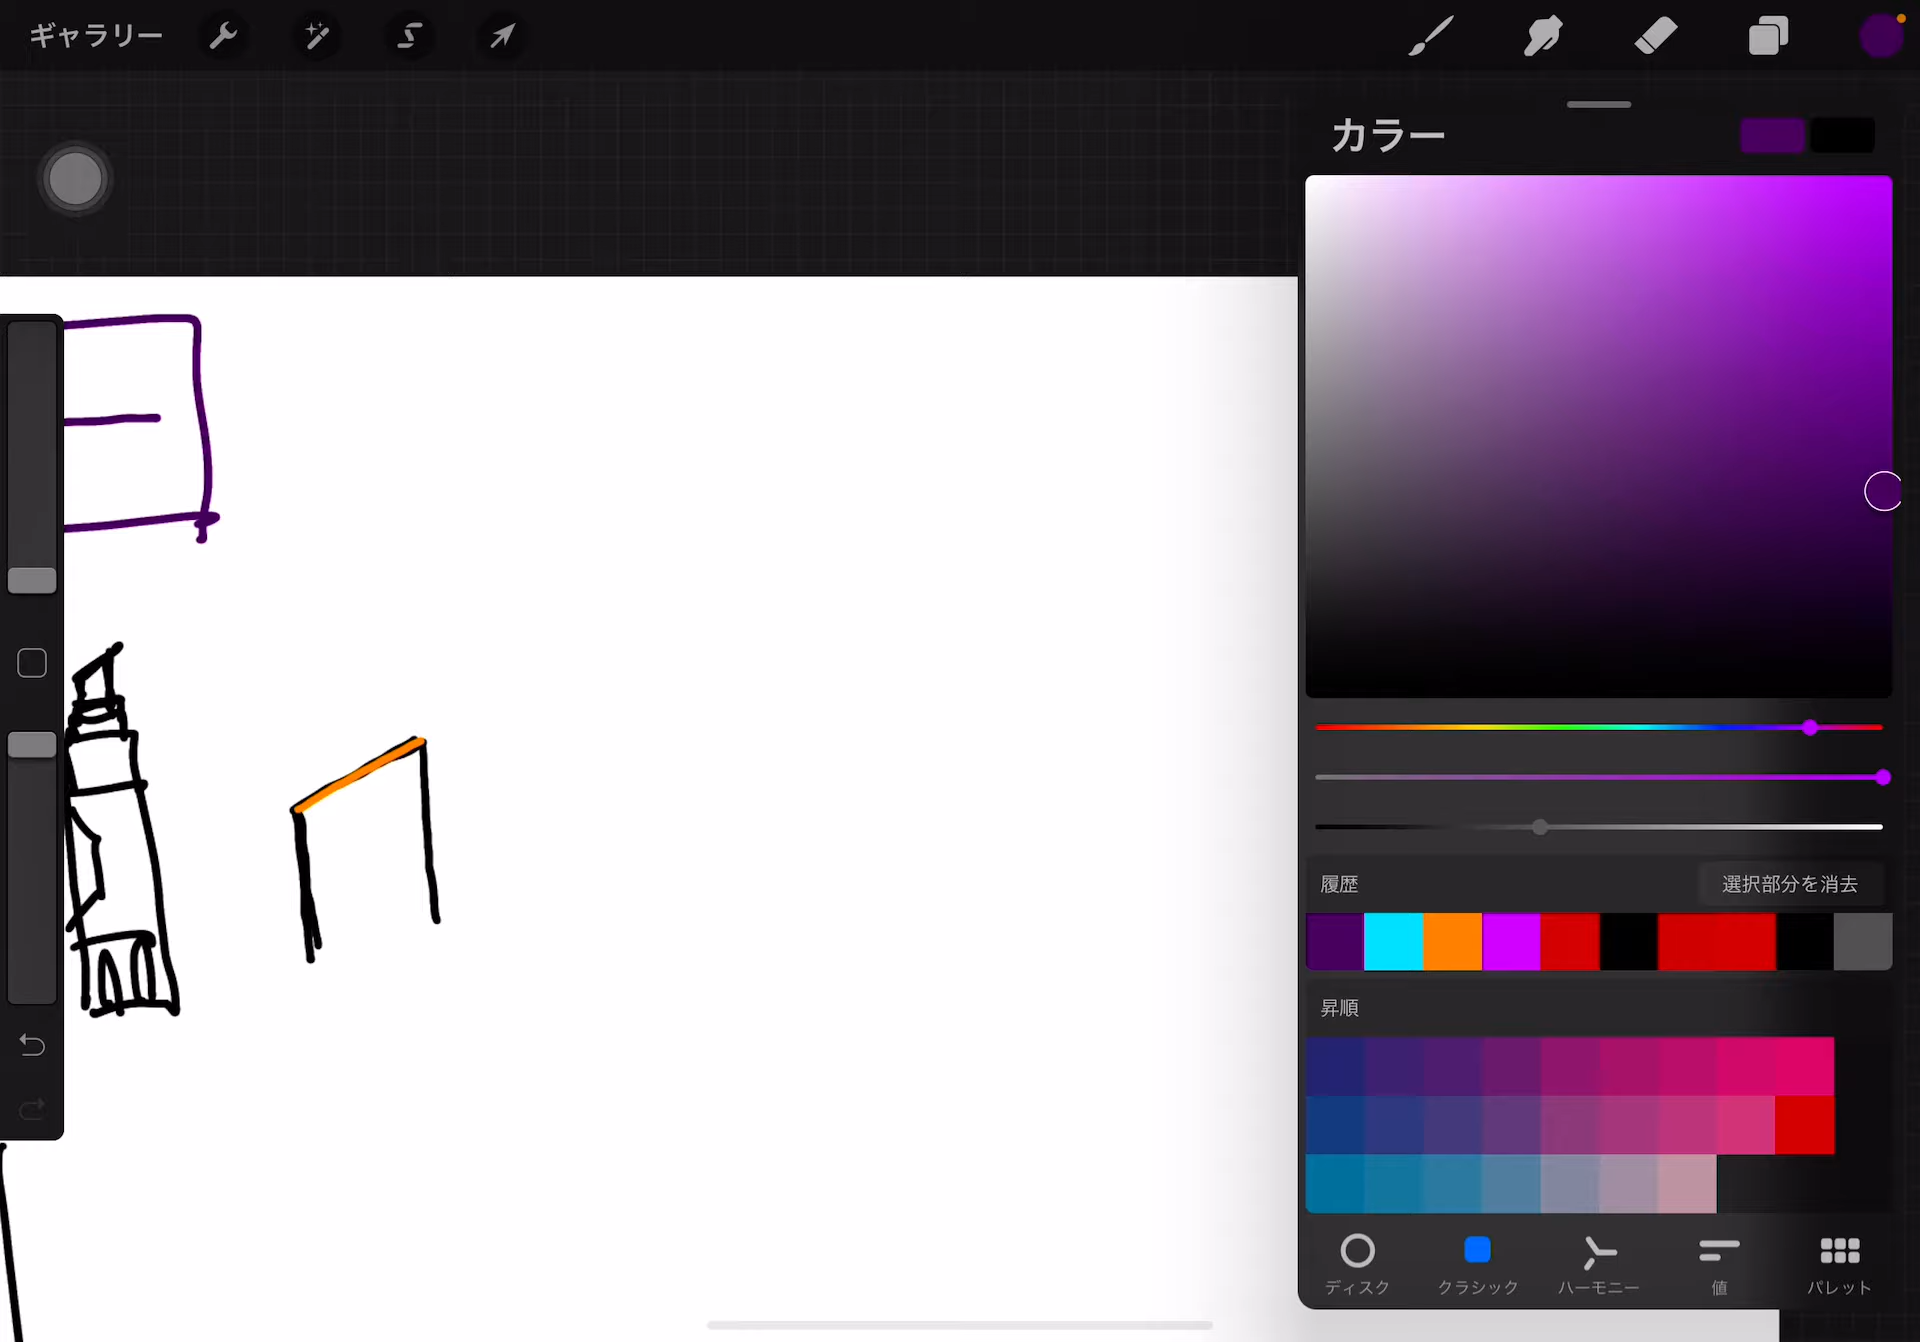 ギャラリー
カラー
履歴
選択部分を消去
昇順
ディスク
クラシック
ハーモニー
値
パレット